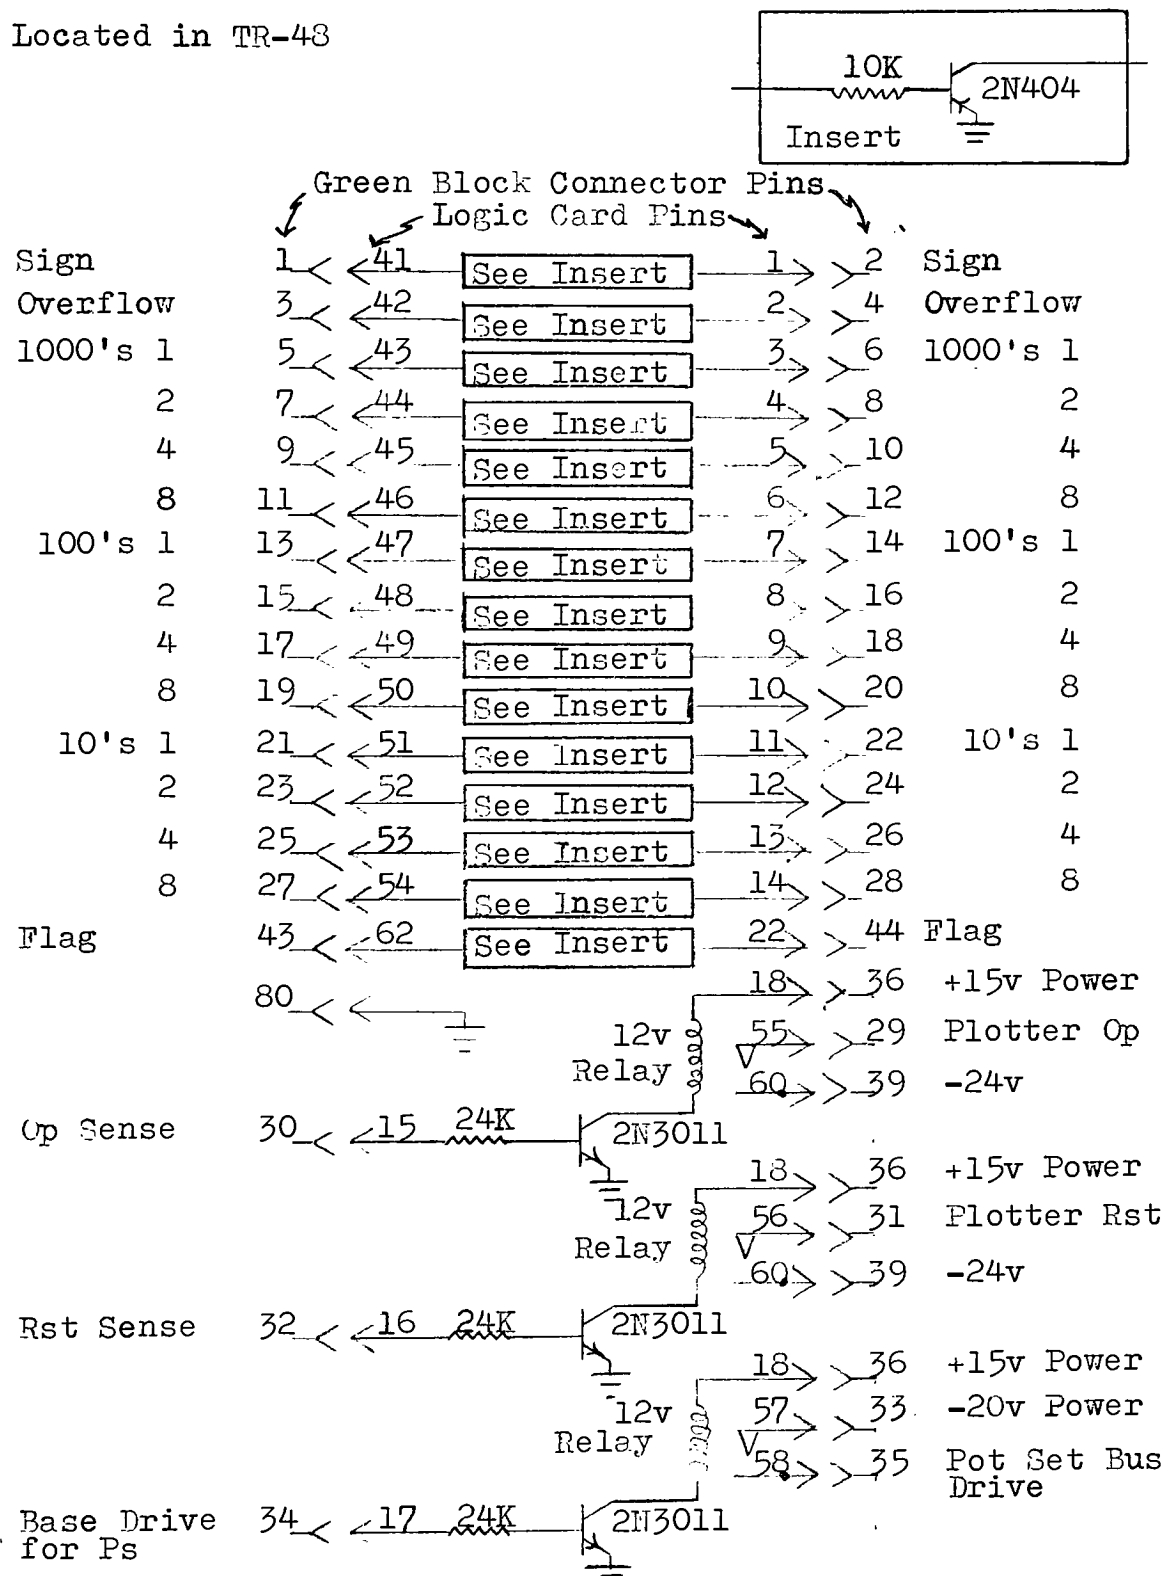 Located in TR-48
10K
2N404
Insert
Green Block Connector Pins
Logic Card Pins
Sign 1 41 See Insert 1 2 Sign
Overflow 3 42 See Insert 2 4 Overflow
1000's 1 5 43 See Insert 3 6 1000's 1
2 7 44 See Insert 4 8 2
4 9 45 See Insert 5 10 4
8 11 46 See Insert 6 12 8
100's 1 13 47 See Insert 7 14 100's 1
2 15 48 See Insert 8 16 2
4 17 49 See Insert 9 18 4
8 19 50 See Insert 10 20 8
10's 1 21 51 See Insert 11 22 10's 1
2 23 52 See Insert 12 24 2
4 25 53 See Insert 13 26 4
8 27 54 See Insert 14 28 8
Flag 43 62 See Insert 22 44 Flag
18 36 +15v Power
80
12v 55 29 Plotter Op
Relay
60 39 -24v
Op Sense 30 15 24K 2N3011
18 36 +15v Power
12v 56 31 Plotter Rst
Relay
60 39 -24v
Rst Sense 32 16 24K 2N3011
18 36 +15v Power
12v 57 33 -20v Power
Relay
58 35 Pot Set Bus
Drive
Base Drive 34 17 24K 2N3011
for Ps